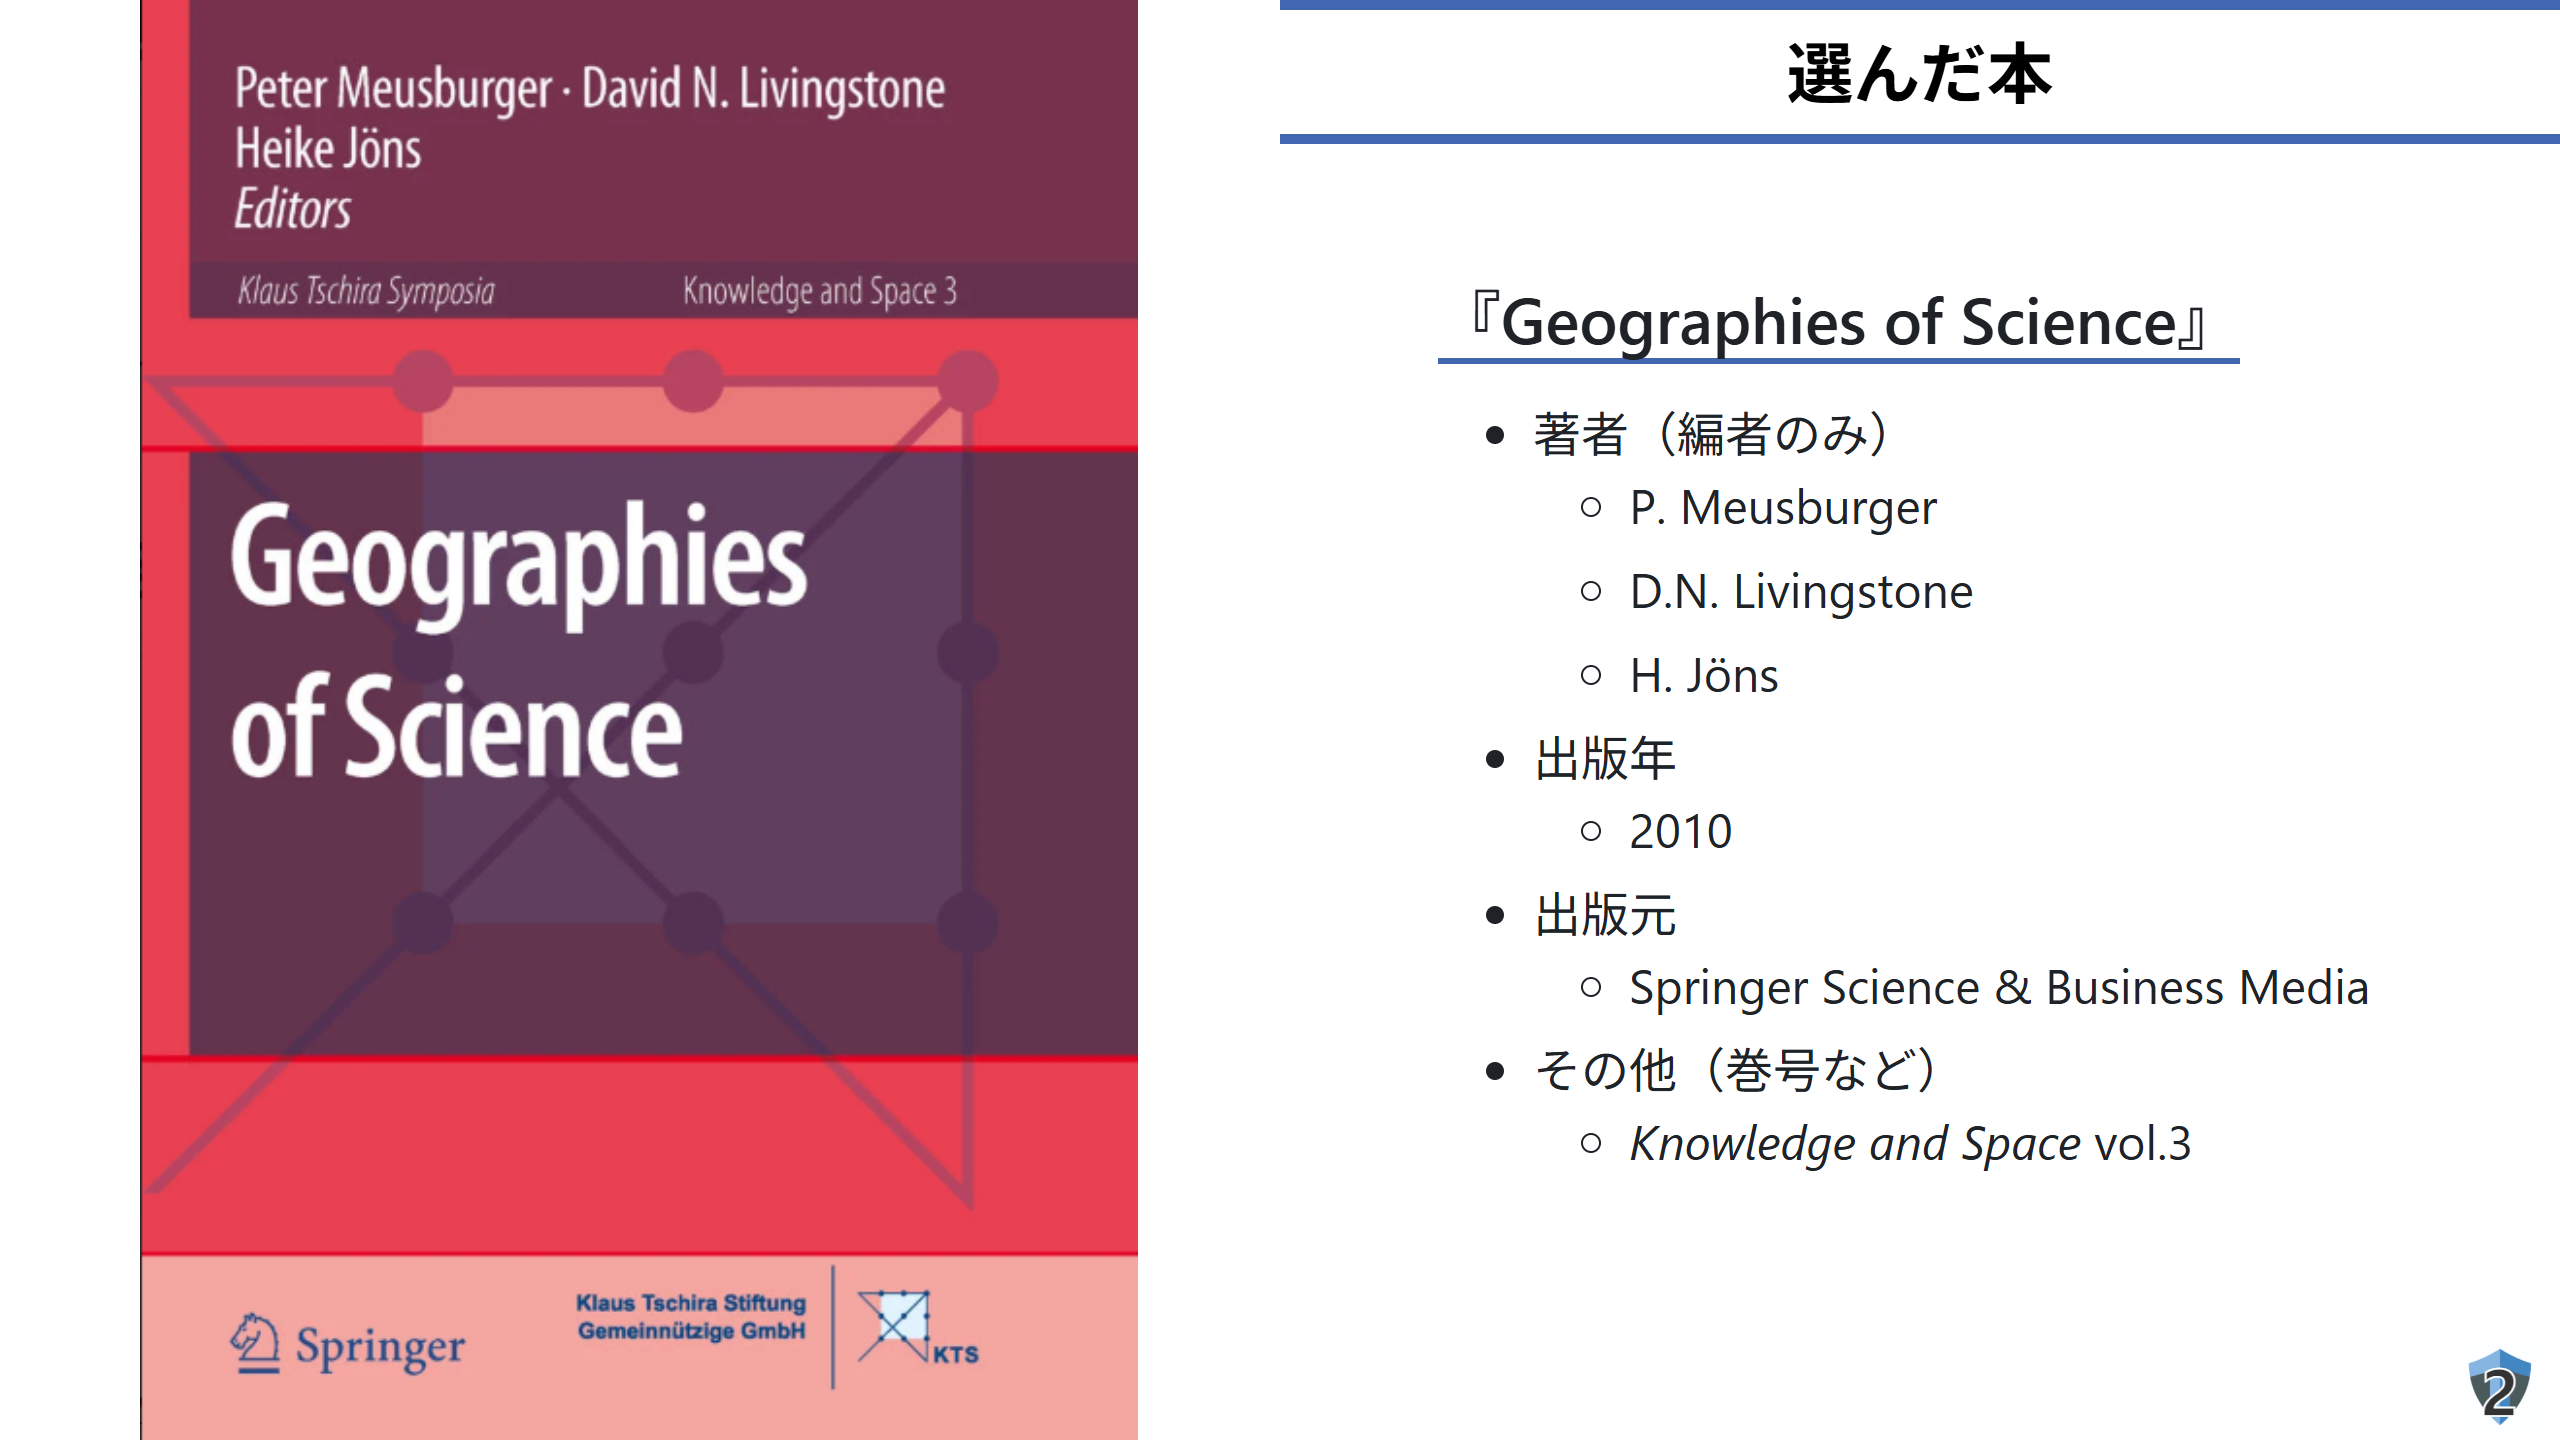 Peter Meusburger · David N. Livingstone
Heike Jöns
Editors
Klaus Tschira Symposia
Knowledge and Space 3
Geographies
of Science
Springer
Klaus Tschira Stiftung
Gemeinnützige GmbH
KTS
選んだ本
『Geographies of Science』
著者（編者のみ）
P. Meusburger
D.N. Livingstone
H. Jöns
出版年
2010
出版元
Springer Science & Business Media
その他（巻号など）
Knowledge and Space vol.3
2